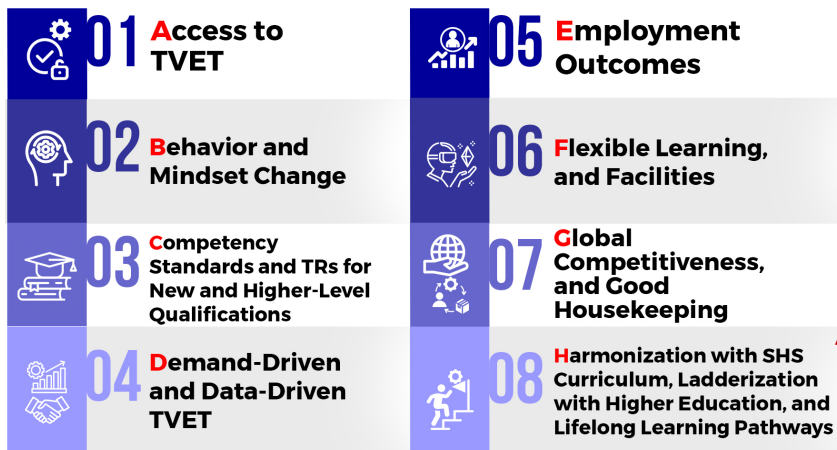 01
Access to
TVET
02
Behavior and
Mindset Change
03
Competency
Standards and TRs for
New and Higher-Level
Qualifications
04
Demand-Driven
and Data-Driven
TVET
05
Employment
Outcomes
06
Flexible Learning,
and Facilities
07
Global
Competitiveness,
and Good
Housekeeping
08
Harmonization with SHS
Curriculum, Ladderization
with Higher Education, and
Lifelong Learning Pathways